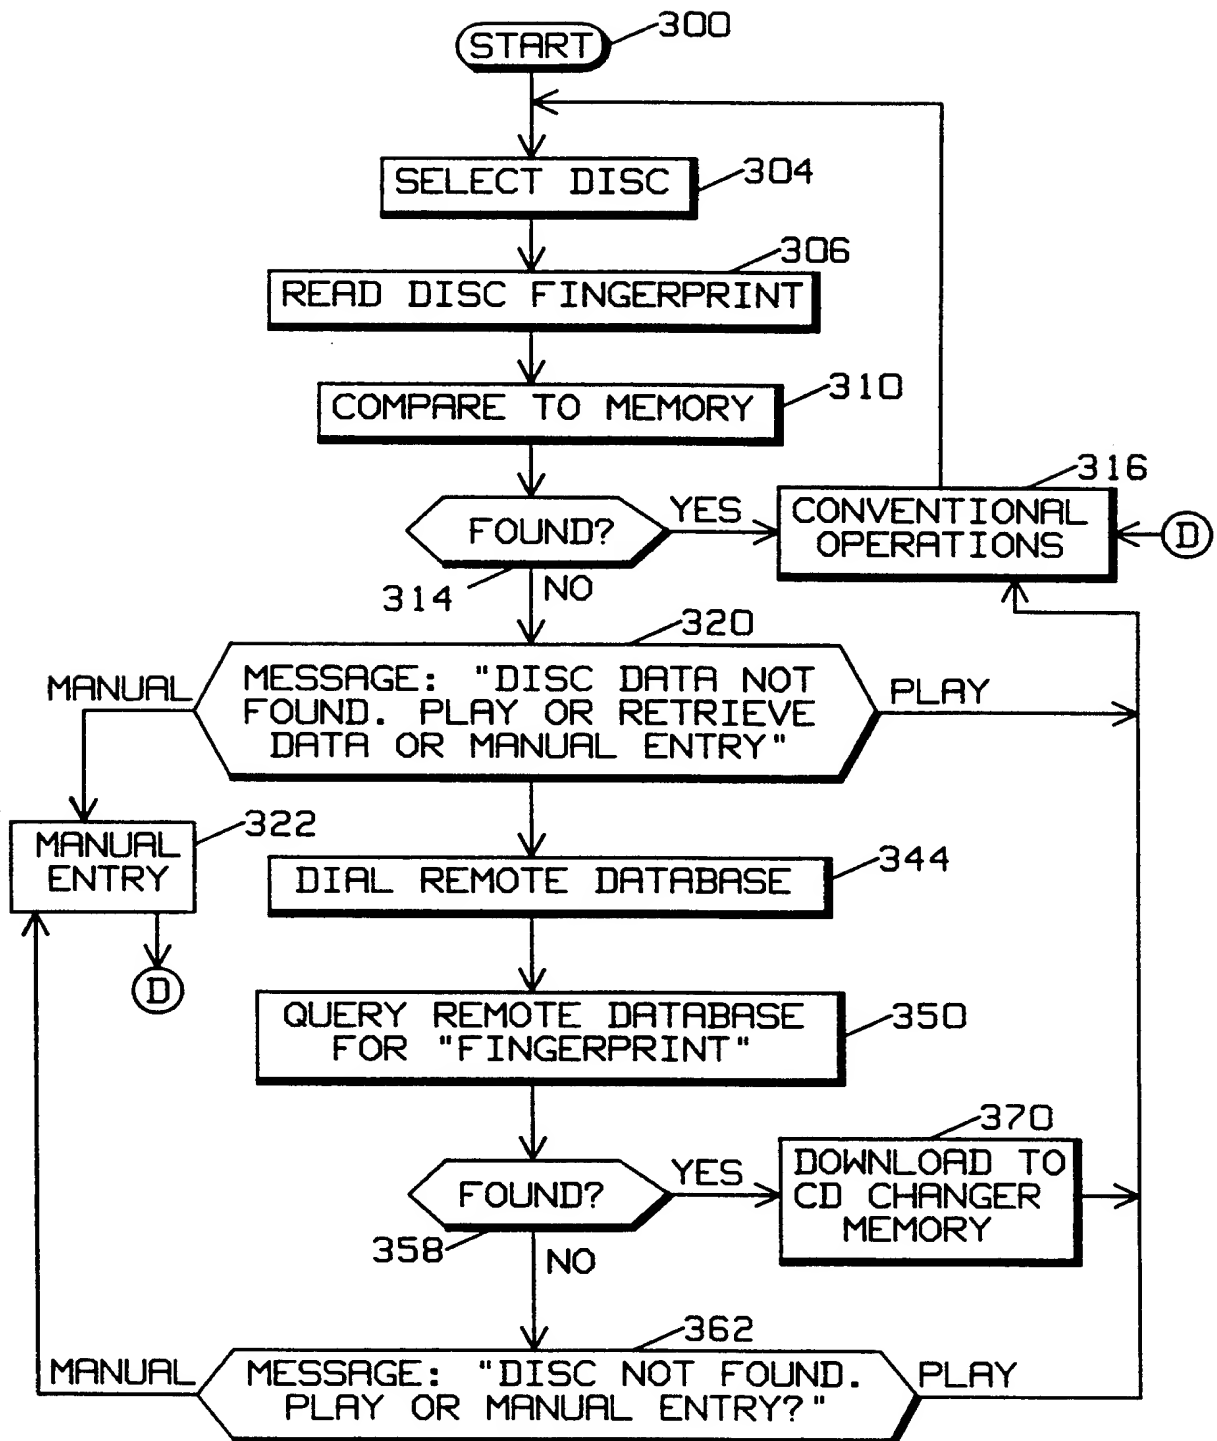 300
START
SELECT DISC
304
306
READ DISC FINGERPRINT
310
COMPARE TO MEMORY
316
FOUND?
YES
CONVENTIONAL
OPERATIONS
D
314
NO
320
MANUAL
MESSAGE: "DISC DATA NOT
FOUND. PLAY OR RETRIEVE
DATA OR MANUAL ENTRY"
PLAY
322
MANUAL
ENTRY
D
344
DIAL REMOTE DATABASE
QUERY REMOTE DATABASE
FOR "FINGERPRINT"
350
370
FOUND?
YES
DOWNLOAD TO
CD CHANGER
MEMORY
358
NO
362
MANUAL
MESSAGE: "DISC NOT FOUND.
PLAY OR MANUAL ENTRY?"
PLAY